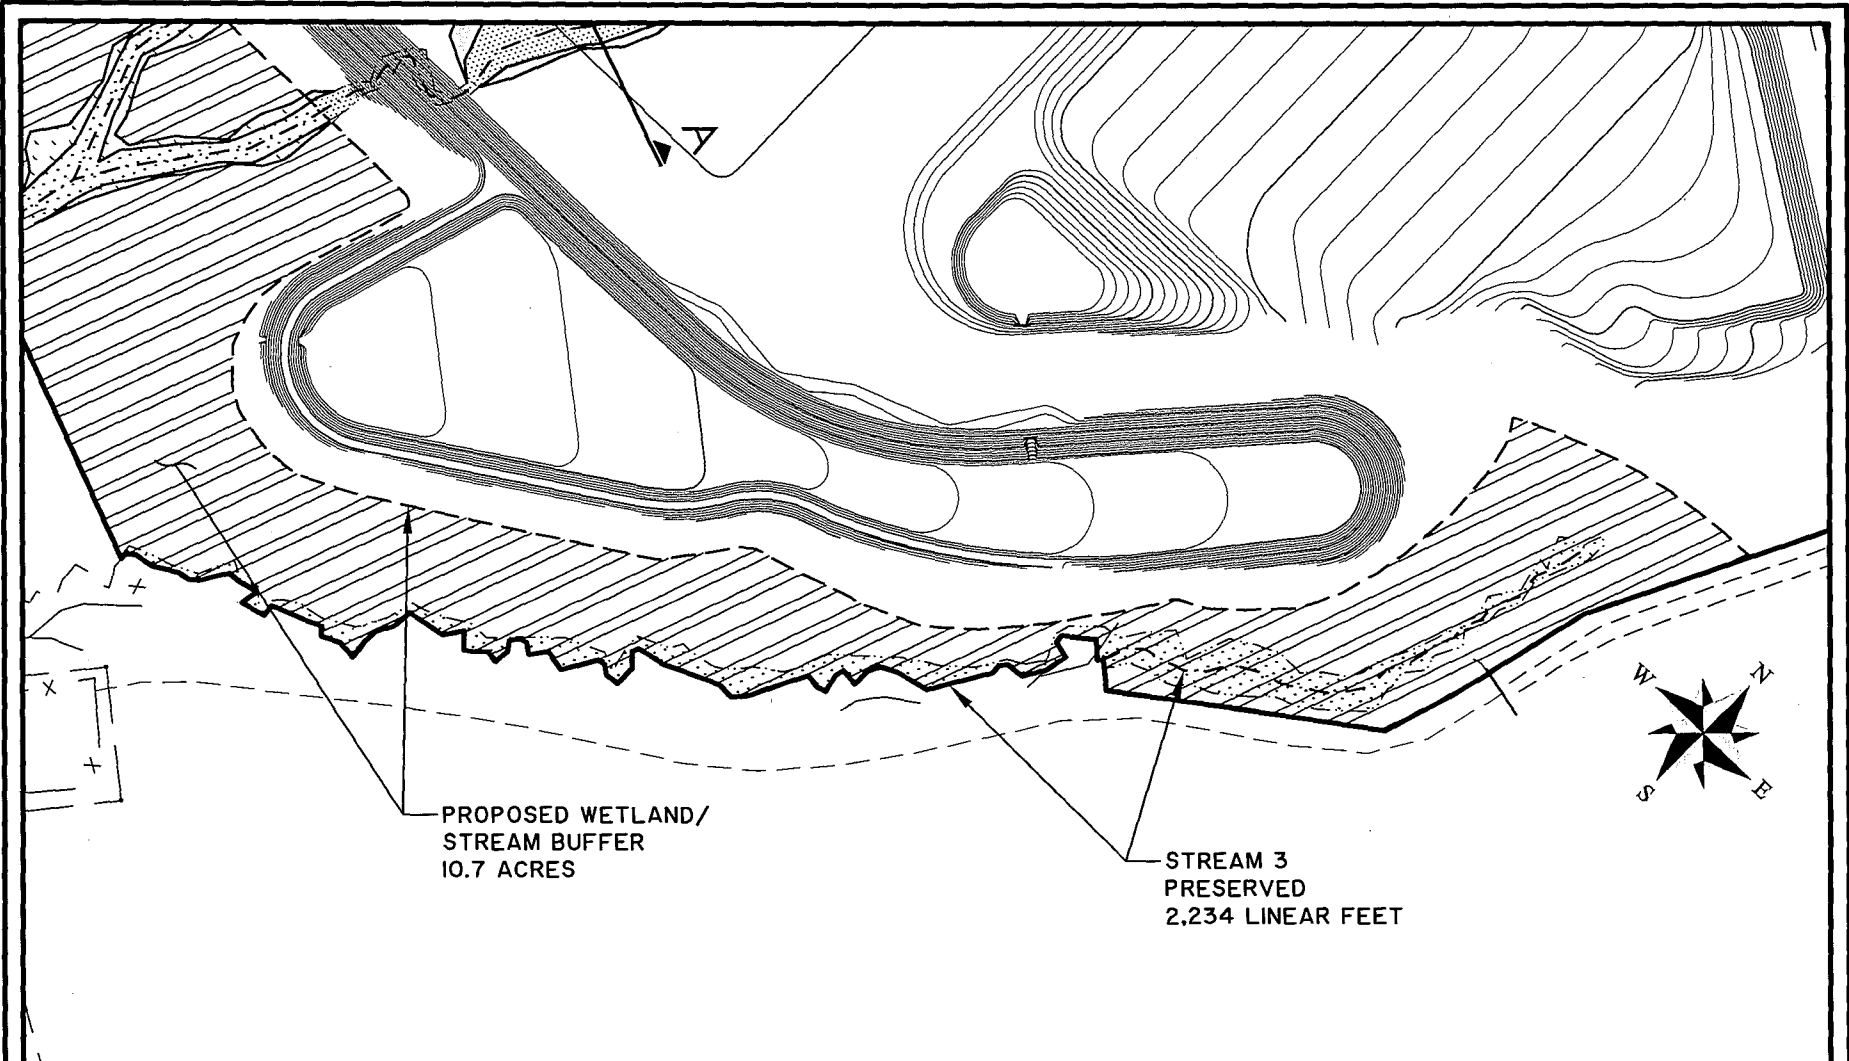 A
PROPOSED WETLAND/
STREAM BUFFER
10.7 ACRES
STREAM 3
PRESERVED
2,234 LINEAR FEET
W
N
S
E